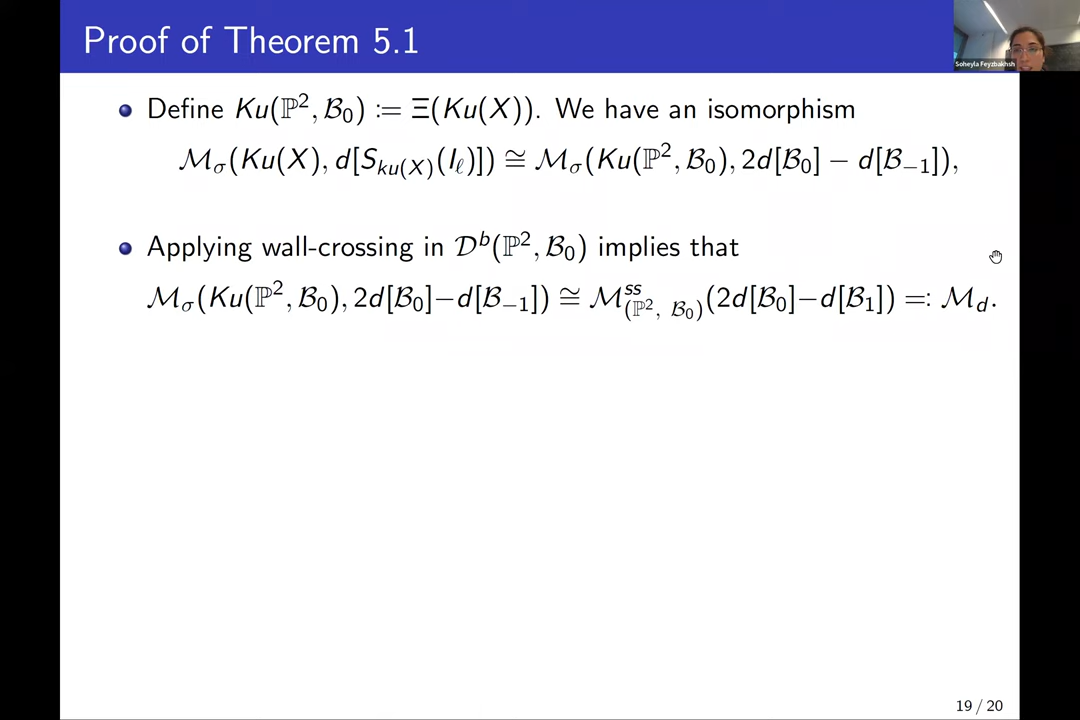 Proof of Theorem 5.1
Soheyla Feyzbakhsh
Define Ku(ℙ², 𝓑₀) := Ξ(Ku(X)). We have an isomorphism
𝓜_σ(Ku(X), d[S_{ku(X)}(I_ℓ)]) ≅ 𝓜_σ(Ku(ℙ², 𝓑₀), 2d[𝓑₀] − d[𝓑₋₁]),
Applying wall-crossing in 𝓓ᵇ(ℙ², 𝓑₀) implies that
𝓜_σ(Ku(ℙ², 𝓑₀), 2d[𝓑₀]−d[𝓑₋₁]) ≅ 𝓜^{ss}_{(ℙ², 𝓑₀)}(2d[𝓑₀]−d[𝓑₁]) =: 𝓜_d.
19 / 20